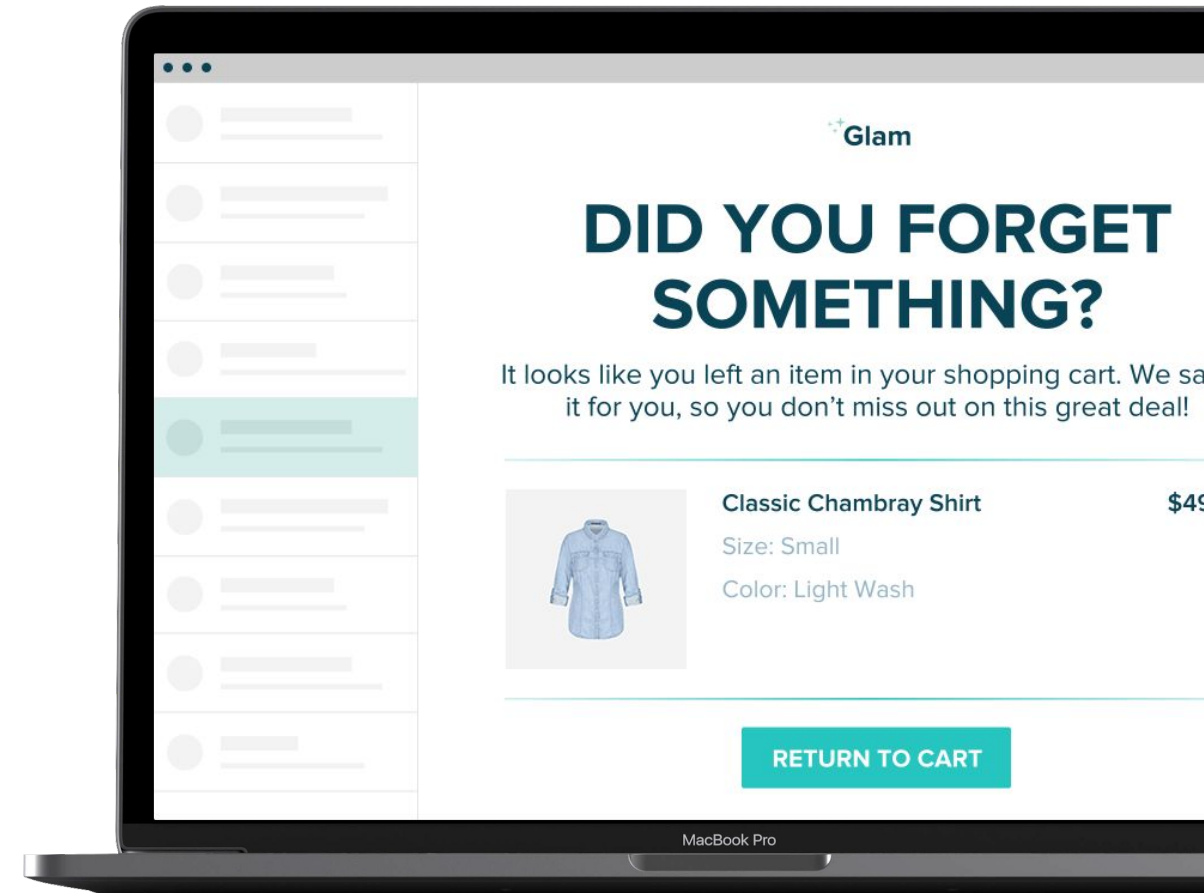 Glam
DID YOU FORGET
SOMETHING?
It looks like you left an item in your shopping cart. We
it for you, so you don’t miss out on this great deal!
Classic Chambray Shirt
Size: Small
Color: Light Wash
RETURN TO CART
MacBook Pro